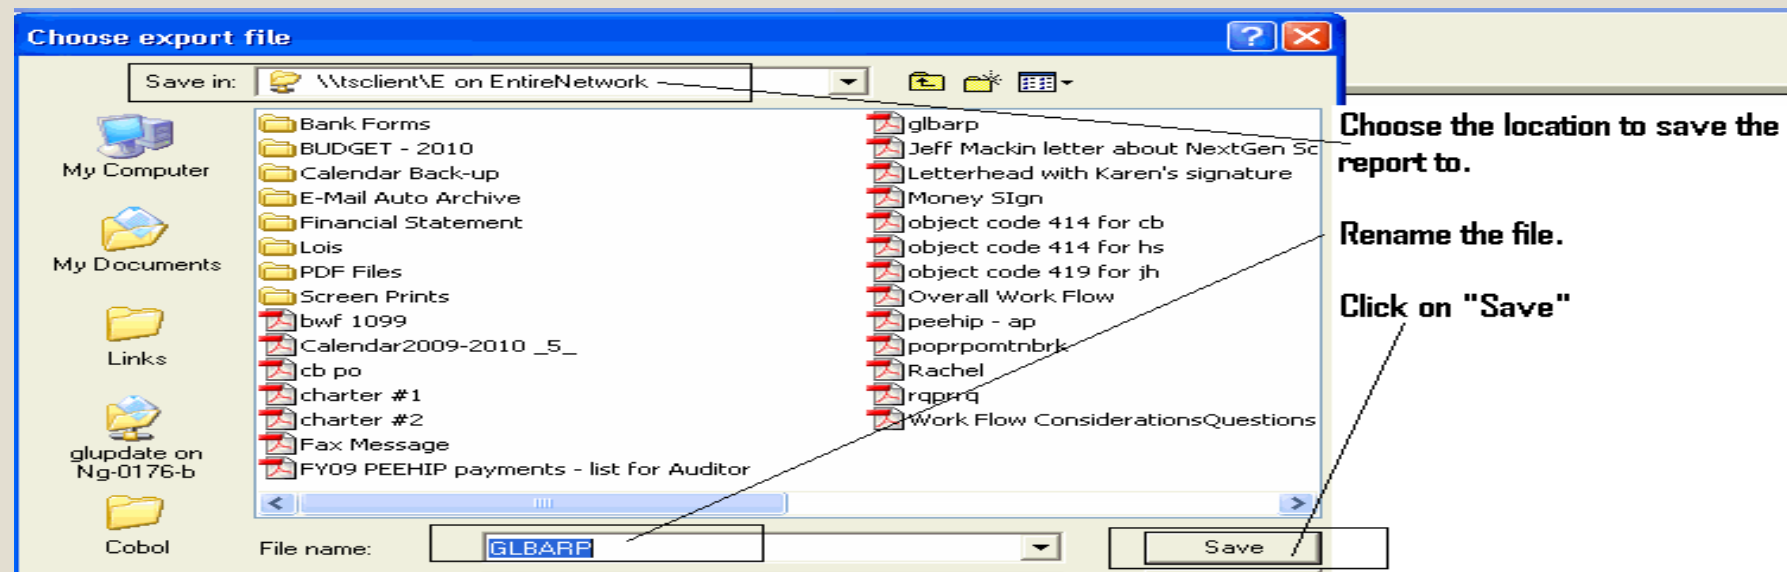 Choose export file
Save in:
\\tsclient\E on EntireNetwork
My Computer
My Documents
Links
glupdate on
Ng-0176-b
Cobol
Bank Forms
BUDGET - 2010
Calendar Back-up
E-Mail Auto Archive
Financial Statement
Lois
PDF Files
Screen Prints
bwf 1099
Calendar2009-2010 _5_
cb po
charter #1
charter #2
Fax Message
FY09 PEEHIP payments - list for Auditor
glbarp
Jeff Mackin letter about NextGen Sc
Letterhead with Karen's signature
Money SIgn
object code 414 for cb
object code 414 for hs
object code 419 for jh
Overall Work Flow
peehip - ap
poprpomtnbrk
Rachel
rqprrq
Work Flow ConsiderationsQuestions
File name:
GLBARP
Save
Choose the location to save the
report to.
Rename the file.
Click on "Save"